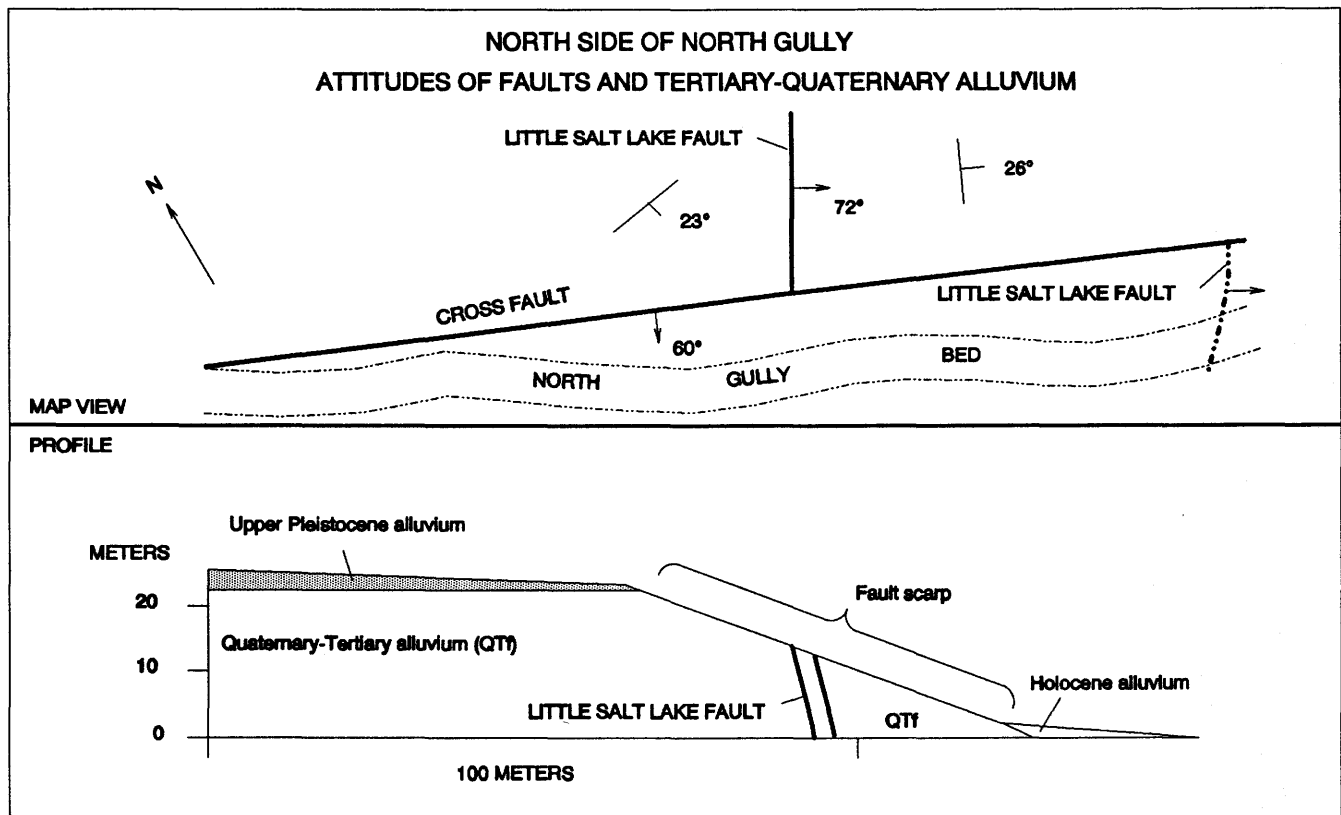 NORTH SIDE OF NORTH GULLY
ATTITUDES OF FAULTS AND TERTIARY-QUATERNARY ALLUVIUM
LITTLE SALT LAKE FAULT
N
23°
72°
26°
CROSS FAULT
60°
LITTLE SALT LAKE FAULT
NORTH GULLY BED
MAP VIEW
PROFILE
Upper Pleistocene alluvium
METERS
20
Fault scarp
Quaternary-Tertiary alluvium (QTf)
10
Holocene alluvium
LITTLE SALT LAKE FAULT
QTf
0
100 METERS